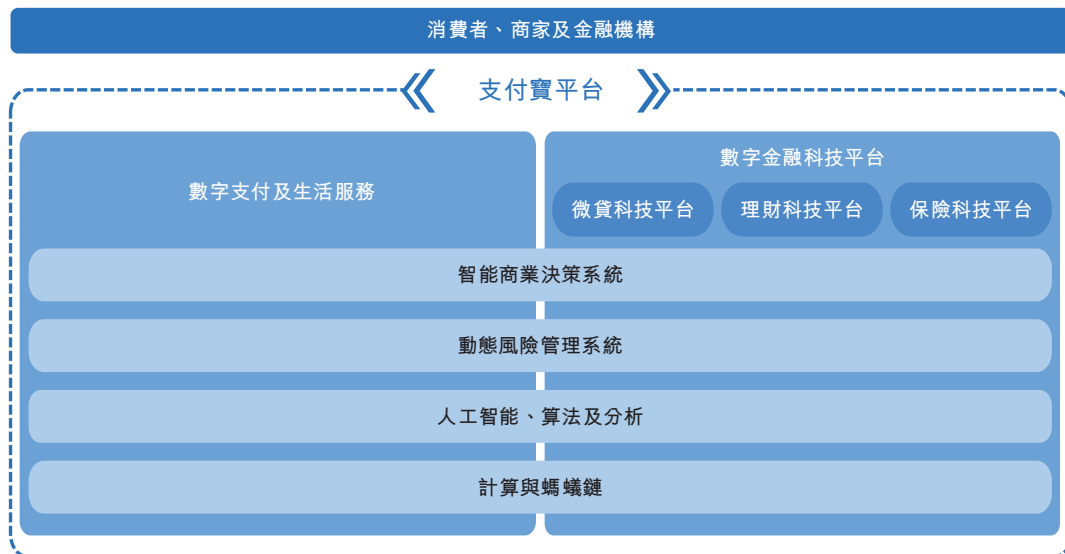 消費者、商家及金融機構
支付寶平台
數字支付及生活服務
數字金融科技平台
微貸科技平台
理財科技平台
保險科技平台
智能商業決策系統
動態風險管理系統
人工智能、算法及分析
計算與螞蟻鏈